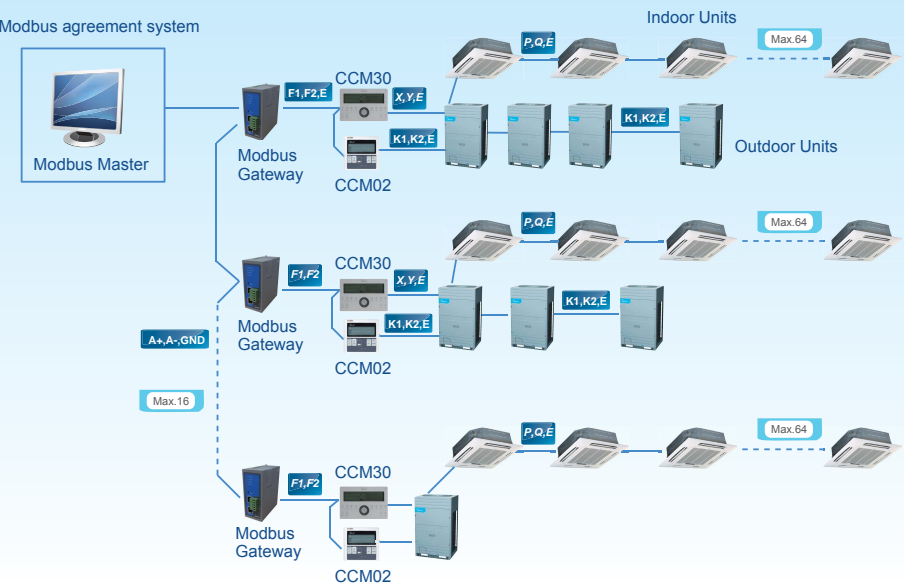 Modbus agreement system
Indoor Units
P,Q,E
Max.64
CCM30
F1,F2,E
X,Y,E
K1,K2,E
K1,K2,E
Outdoor Units
Modbus Master
Modbus
Gateway
CCM02
P,Q,E
Max.64
CCM30
F1,F2
X,Y,E
K1,K2,E
K1,K2,E
Modbus
Gateway
CCM02
A+,A-,GND
Max.16
P,Q,E
Max.64
CCM30
F1,F2
Modbus
Gateway
CCM02